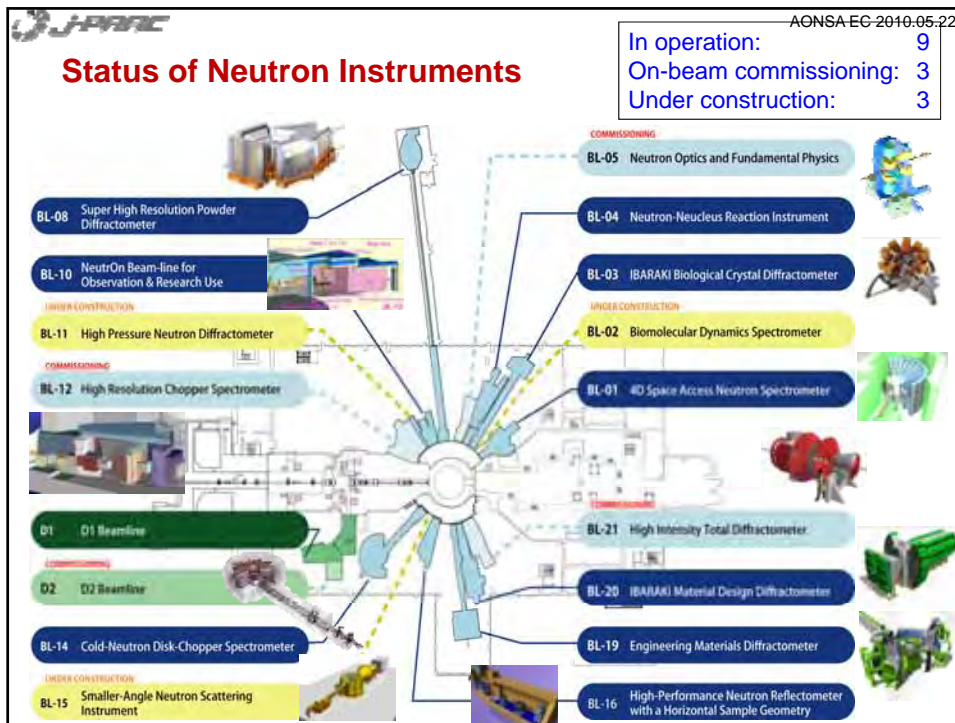 J-PARC
AONSA EC 2010.05.22
Status of Neutron Instruments
In operation: 9
On-beam commissioning: 3
Under construction: 3
BL-08 Super High Resolution Powder
Diffractometer
BL-10 NeutrOn Beam-line for
Observation & Research Use
UNDER CONSTRUCTION
BL-11 High Pressure Neutron Diffractometer
COMMISSIONING
BL-12 High Resolution Chopper Spectrometer
D1 D1 Beamline
COMMISSIONING
D2 D2 Beamline
BL-14 Cold-Neutron Disk-Chopper Spectrometer
UNDER CONSTRUCTION
BL-15 Smaller-Angle Neutron Scattering
Instrument
COMMISSIONING
BL-05 Neutron Optics and Fundamental Physics
BL-04 Neutron-Neucleus Reaction Instrument
BL-03 IBARAKI Biological Crystal Diffractometer
UNDER CONSTRUCTION
BL-02 Biomolecular Dynamics Spectrometer
BL-01 4D Space Access Neutron Spectrometer
COMMISSIONING
BL-21 High Intensity Total Diffractometer
BL-20 IBARAKI Material Design Diffractometer
BL-19 Engineering Materials Diffractometer
BL-16 High-Performance Neutron Reflectometer
with a Horizontal Sample Geometry